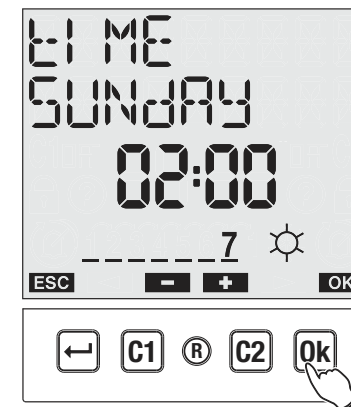 tIME
SUNdAY
02:00
_ _ _ _ _ _ 7
ESC - + OK
C1 ® C2 Ok